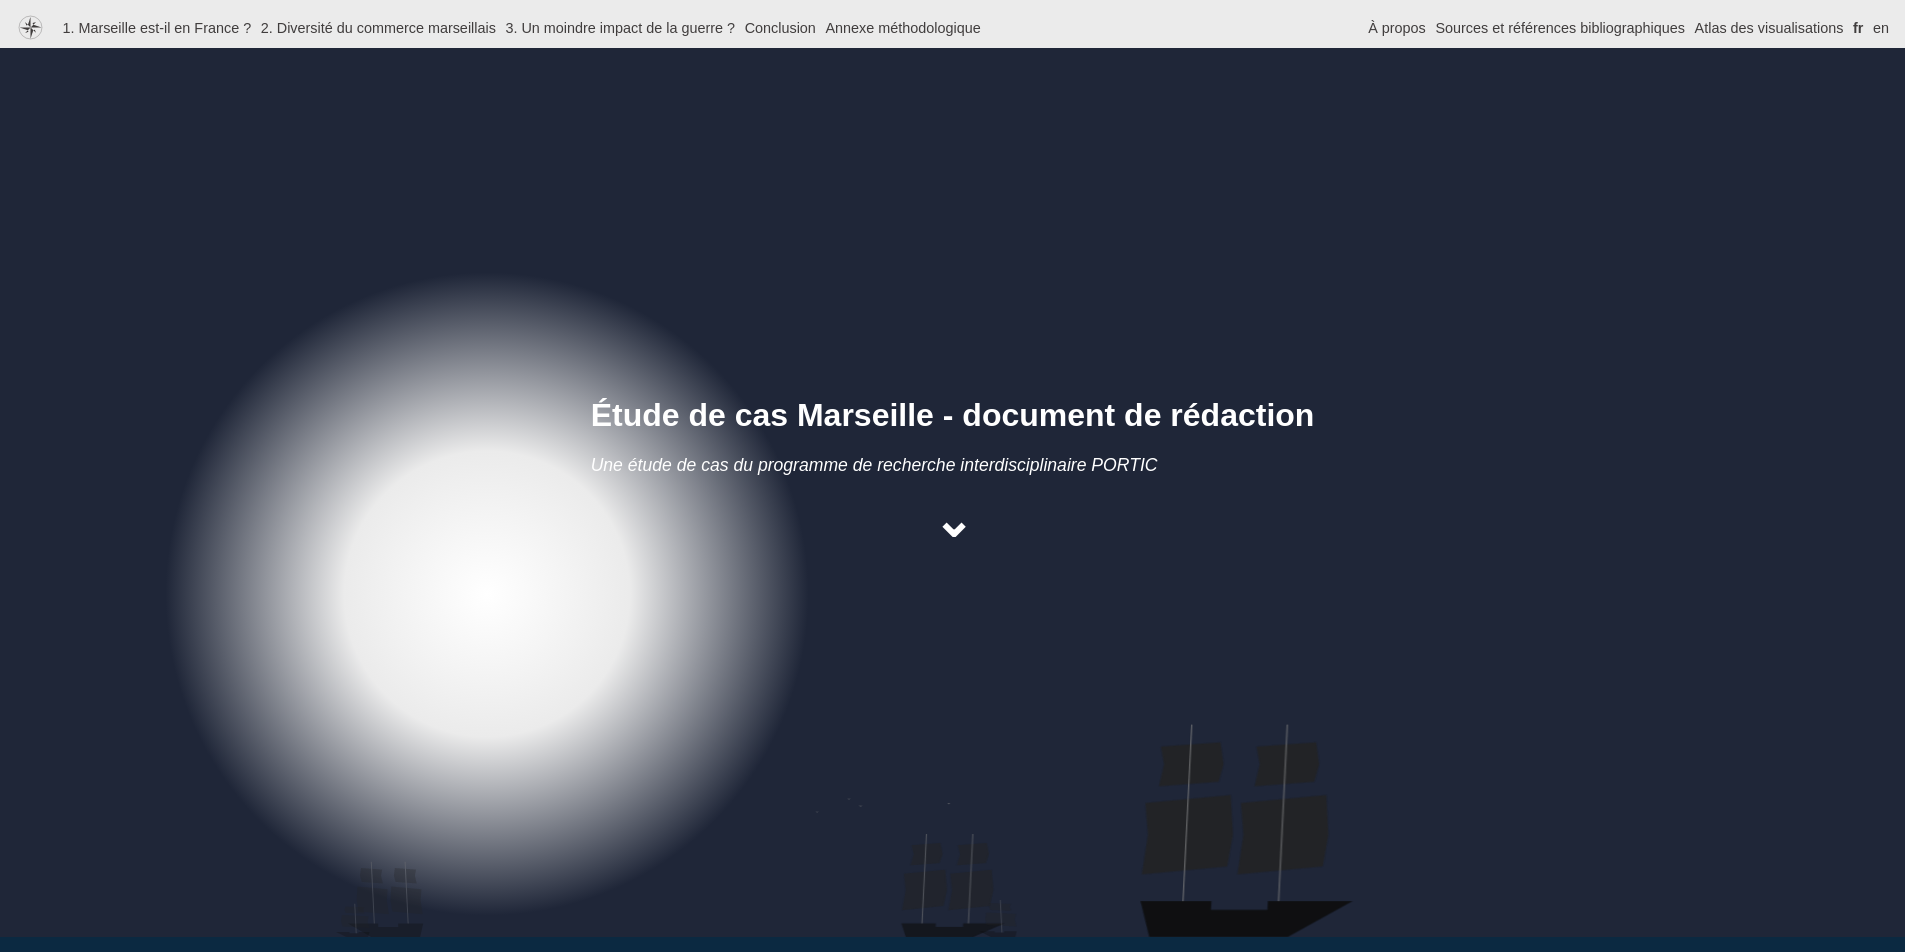 1. Marseille est-il en France ? 2. Diversité du commerce marseillais 3. Un moindre impact de la guerre ? Conclusion Annexe méthodologique À propos Sources et références bibliographiques Atlas des visualisations fr en
Étude de cas Marseille - document de rédaction
Une étude de cas du programme de recherche interdisciplinaire PORTIC